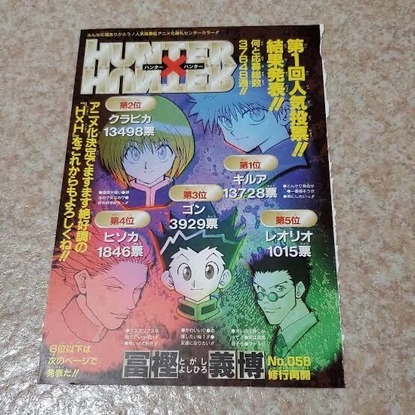 HUNTER×HUNTER
ハンター ハンター
第1回人気投票!!
結果発表!!
何と応募総数
37648通!!
第2位
クラピカ
13498票
第1位
キルア
13728票
第3位
ゴン
3929票
第4位
ヒソカ
1846票
第5位
レオリオ
1015票
アニメ化決定でますます絶好調の
『H×H』をこれからもよろしくね!!
6位以下は
次のページで
発表だ!!
冨樫義博
とがし
よしひろ
No.056
修行再開